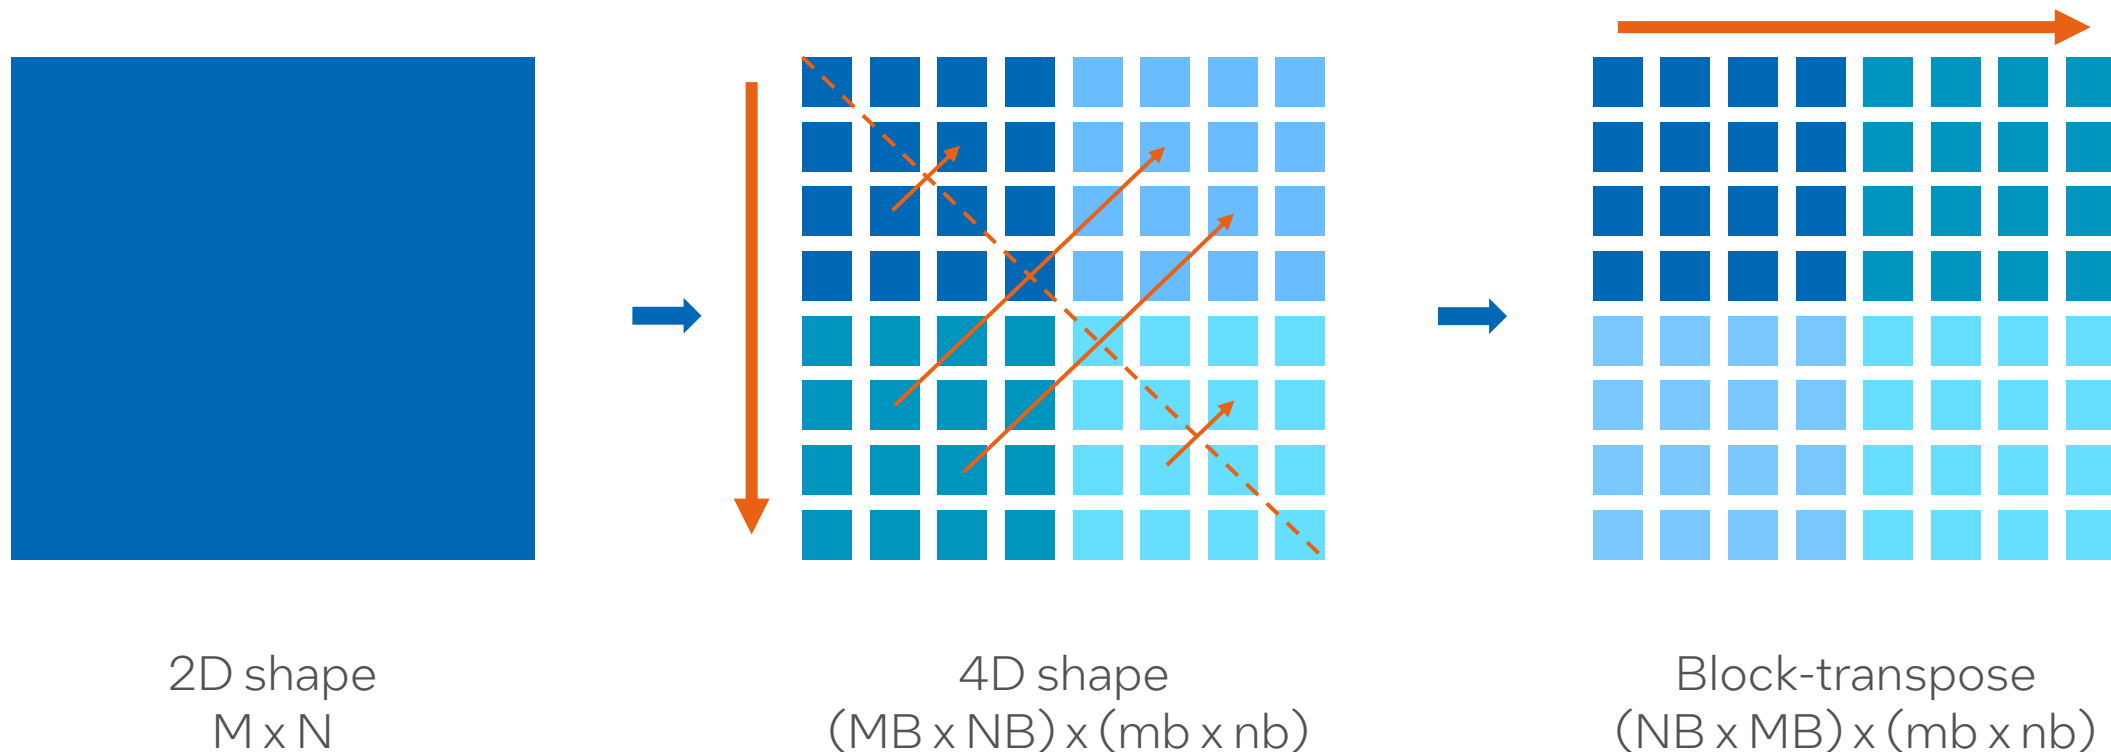 2D shape
M x N
4D shape
(MB x NB) x (mb x nb)
Block-transpose
(NB x MB) x (mb x nb)